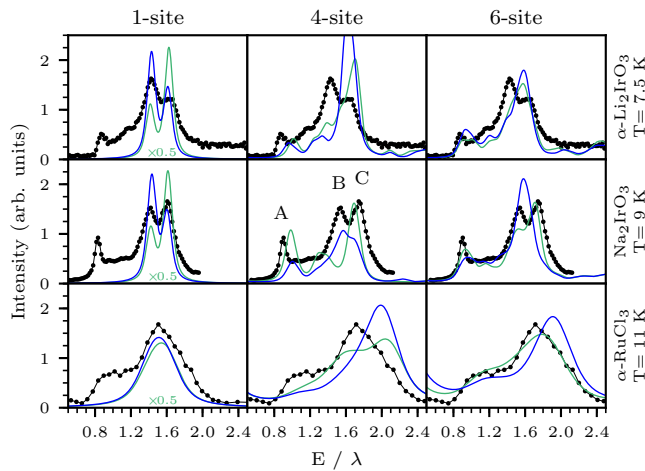 1-site 4-site 6-site
Intensity (arb. units)
2
1
0
×0.5
α-Li₂IrO₃
T= 7.5 K
2
1
0
×0.5
A B C
Na₂IrO₃
T= 9 K
2
1
0
×0.5
α-RuCl₃
T= 11 K
0.8 1.2 1.6 2.0 2.4 0.8 1.2 1.6 2.0 2.4 0.8 1.2 1.6 2.0 2.4
E / λ